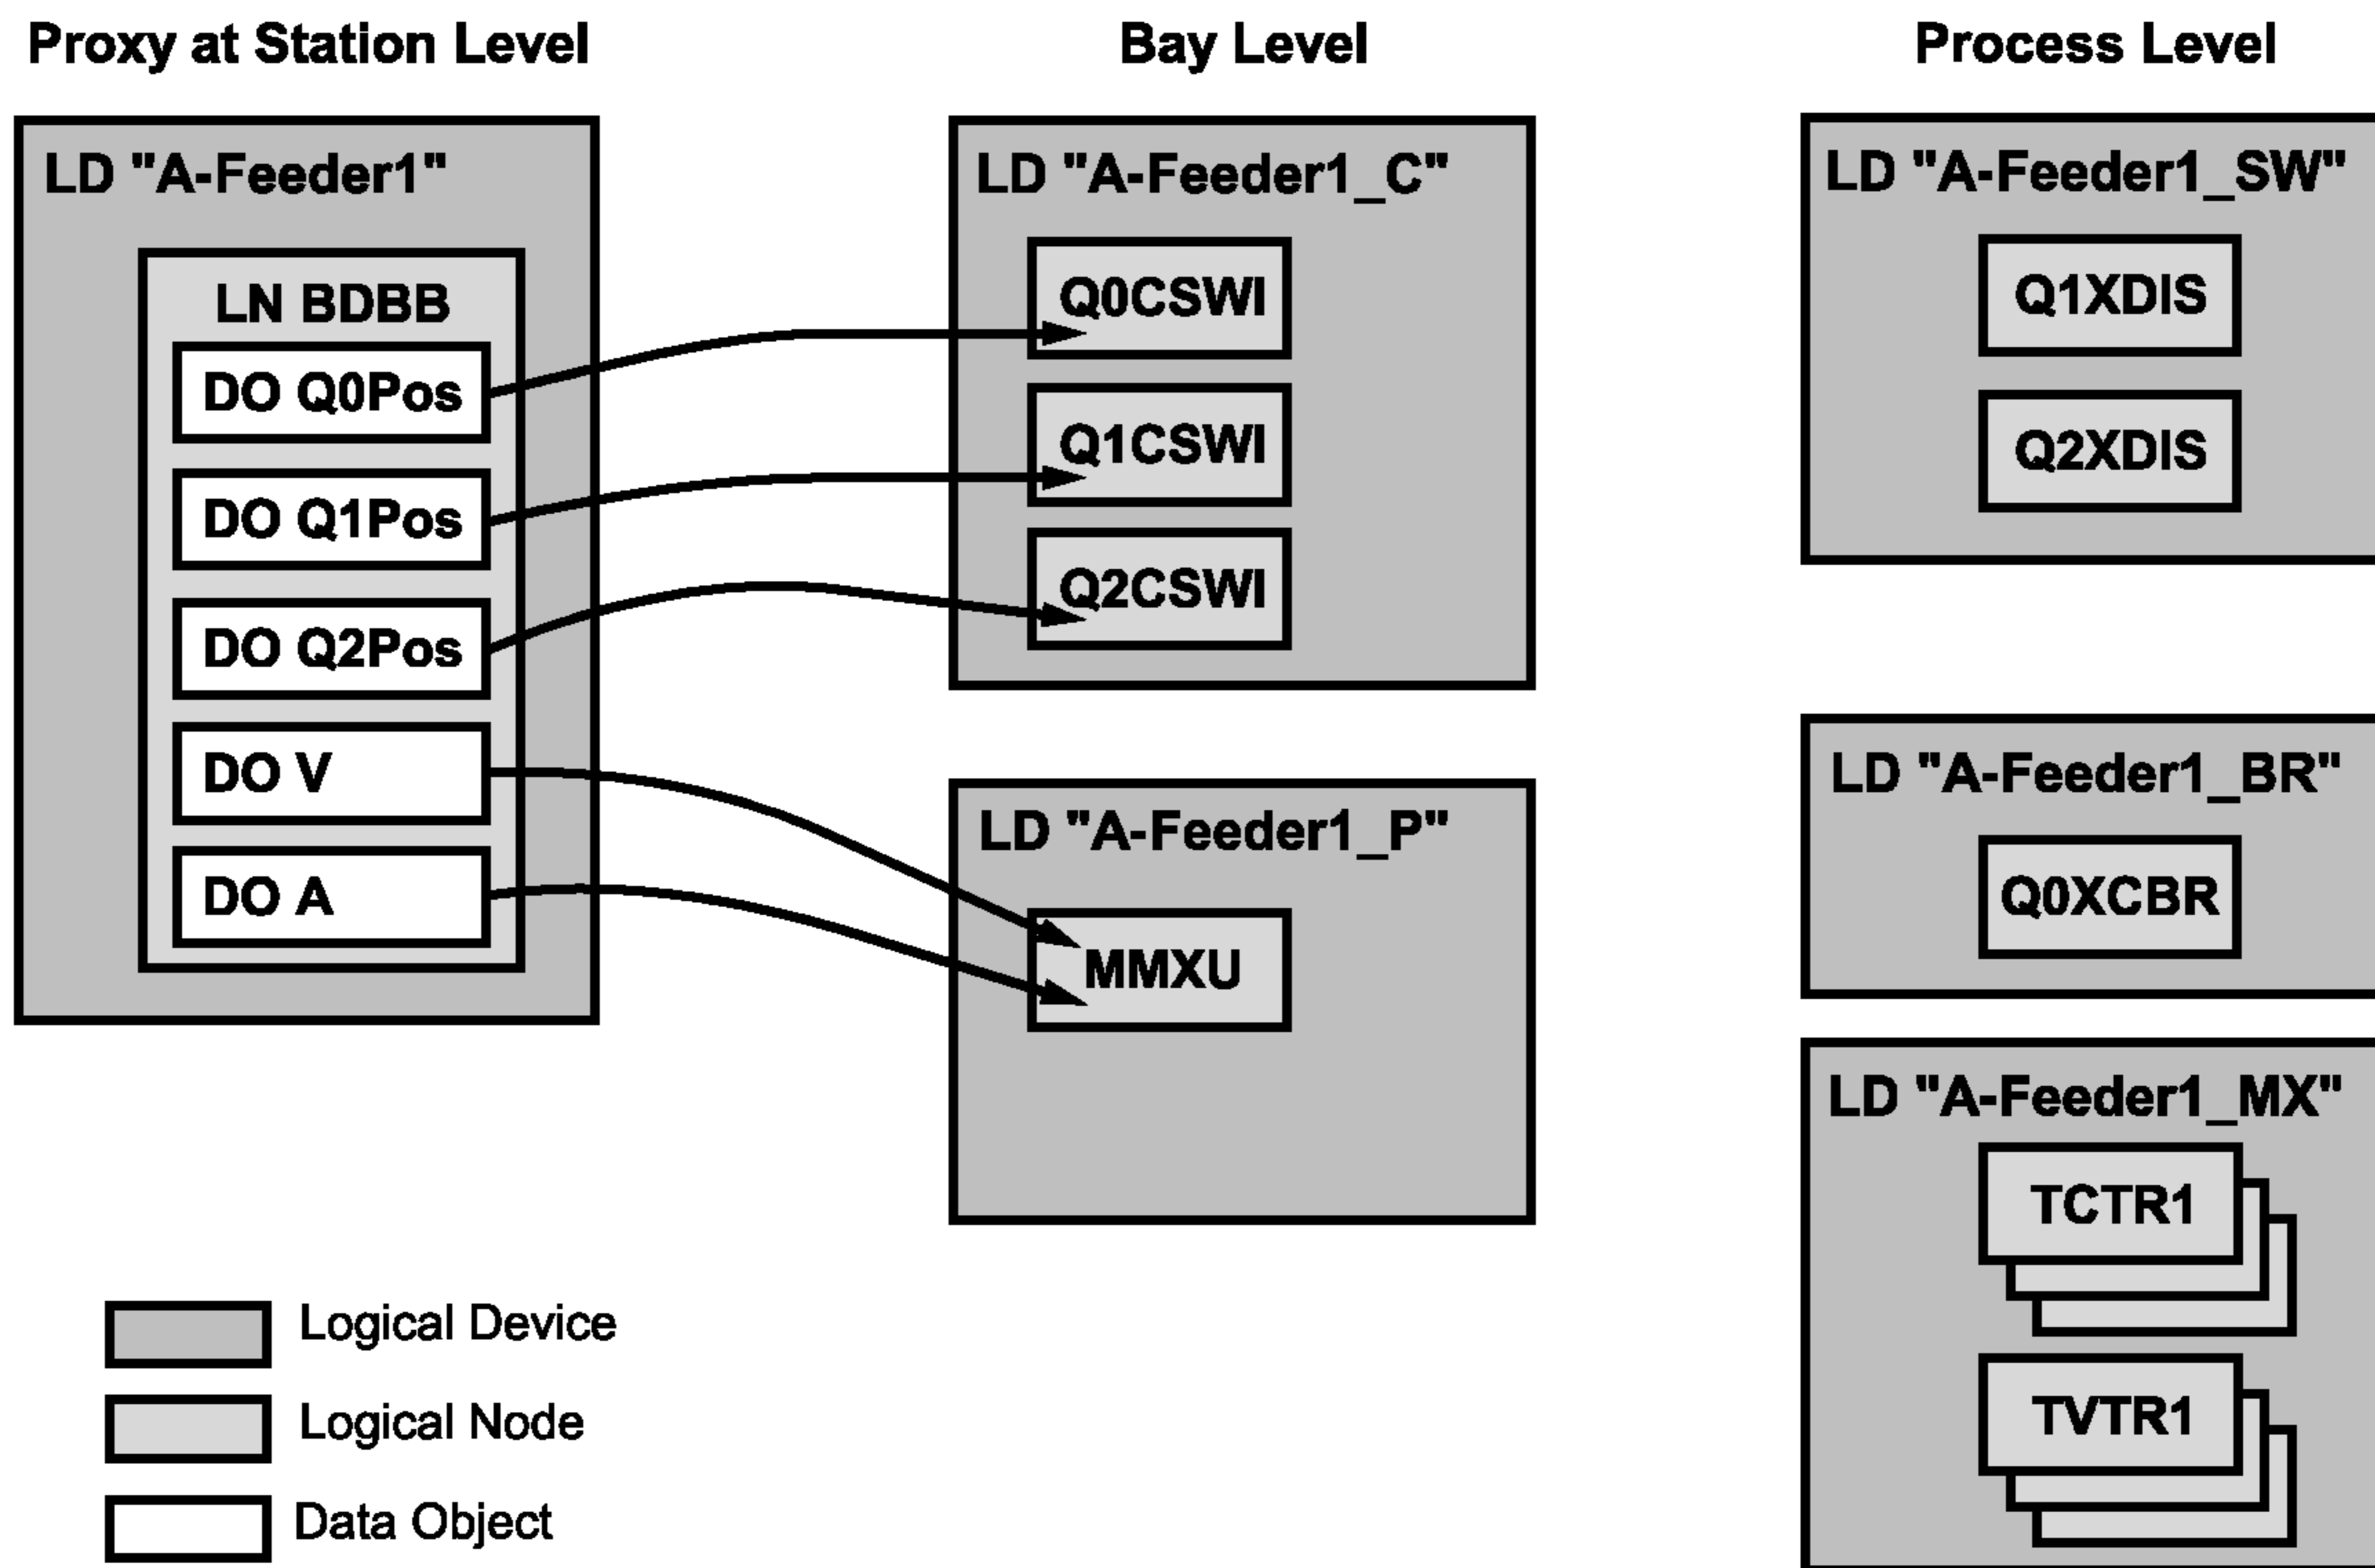 Proxy at Station Level
LD "A-Feeder1"
LN BDBB
DO Q0Pos
DO Q1Pos
DO Q2Pos
DO V
DO A
Bay Level
LD "A-Feeder1_C"
Q0CSWI
Q1CSWI
Q2CSWI
LD "A-Feeder1_P"
MMXU
Process Level
LD "A-Feeder1_SW"
Q1XDIS
Q2XDIS
LD "A-Feeder1_BR"
Q0XCBR
LD "A-Feeder1_MX"
TCTR1
TVTR1
Logical Device
Logical Node
Data Object